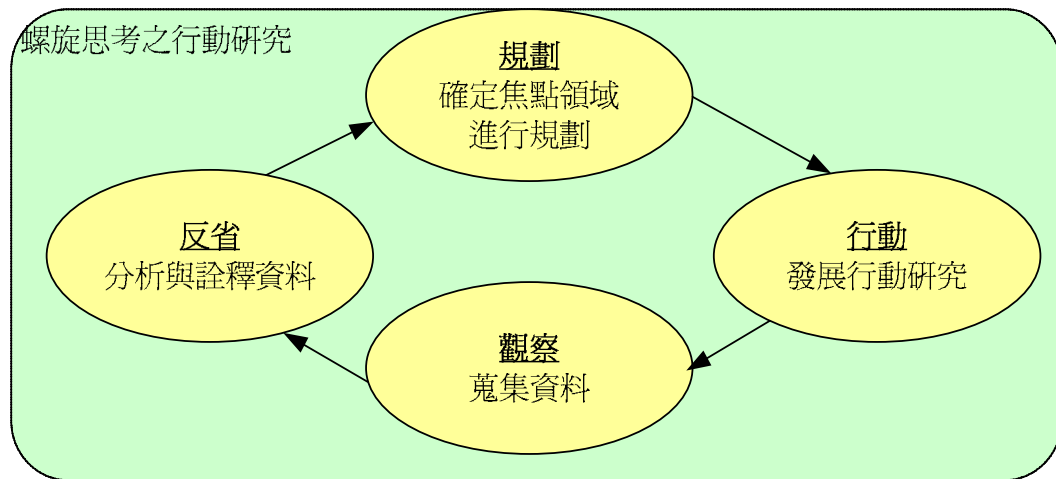 螺旋思考之行動研究
規劃
確定焦點領域
進行規劃
行動
發展行動研究
觀察
蒐集資料
反省
分析與詮釋資料